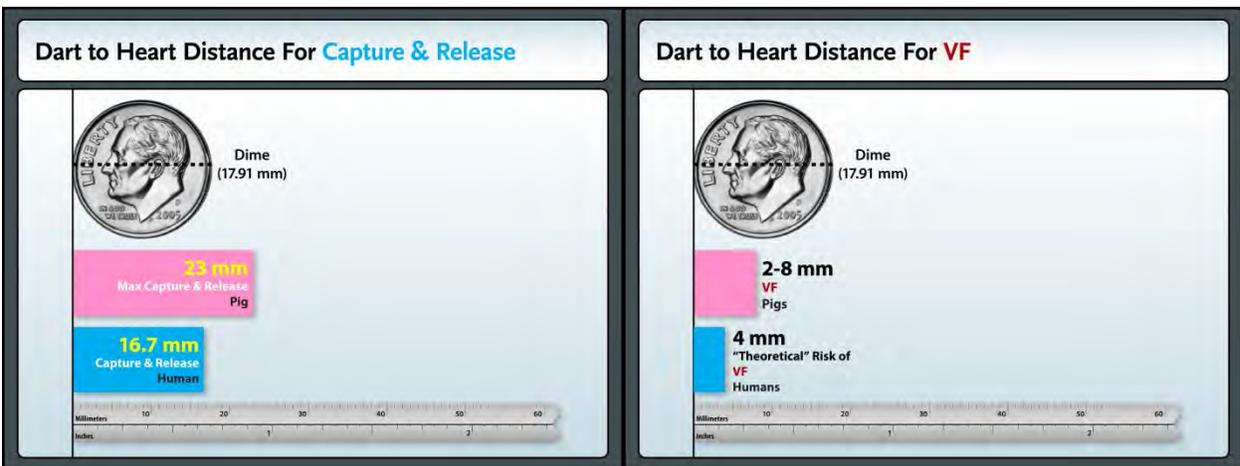 Dart to Heart Distance For Capture & Release
LIBERTY
IN GOD
WE TRUST
P
2005
Dime
(17.91 mm)
23 mm
Max Capture & Release
Pig
16.7 mm
Capture & Release
Human
10 20 30 40 50 60
Millimeters
Inches
1 2
Dart to Heart Distance For VF
LIBERTY
IN GOD
WE TRUST
P
2005
Dime
(17.91 mm)
2-8 mm
VF
Pigs
4 mm
"Theoretical" Risk of
VF
Humans
10 20 30 40 50 60
Millimeters
Inches
1 2